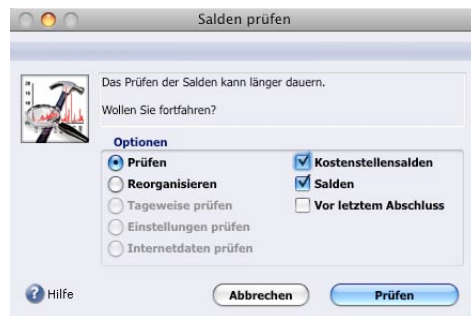 Salden prüfen
Das Prüfen der Salden kann länger dauern.
Wollen Sie fortfahren?
Optionen
Prüfen
Kostenstellensalden
Reorganisieren
Salden
Tageweise prüfen
Vor letztem Abschluss
Einstellungen prüfen
Internetdaten prüfen
Hilfe
Abbrechen
Prüfen